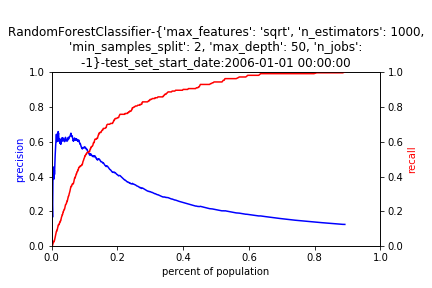 RandomForestClassifier-{'max_features': 'sqrt', 'n_estimators': 1000,
'min_samples_split': 2, 'max_depth': 50, 'n_jobs':
-1}-test_set_start_date:2006-01-01 00:00:00
1.0 1.0
0.8 0.8
0.6 0.6
precision recall
0.4 0.4
0.2 0.2
0.0 0.0
0.0 0.2 0.4 0.6 0.8 1.0
percent of population